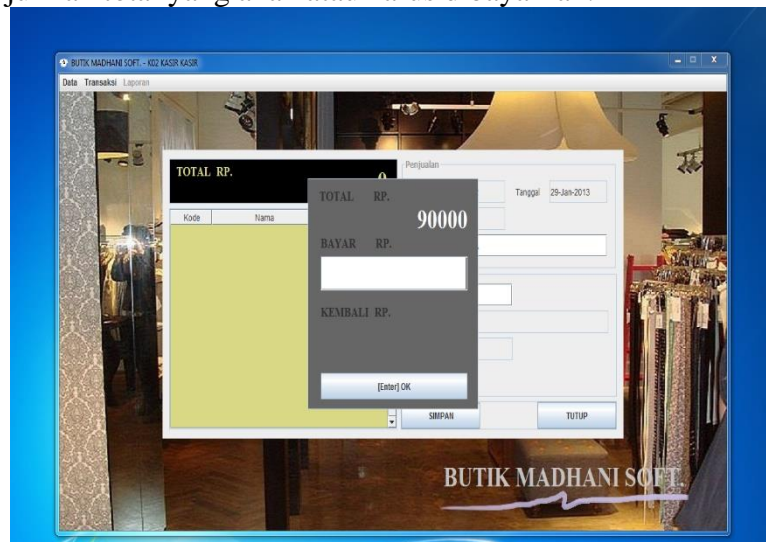 BUTIK MADHANI SOFT. - K02 KASIR KASIR
Data Transaksi Laporan
TOTAL RP.
0
Kode Nama
Penjualan
Tanggal 29-Jan-2013
TOTAL RP.
90000
BAYAR RP.
KEMBALI RP.
[Enter] OK
SIMPAN
TUTUP
BUTIK MADHANI SOFT.